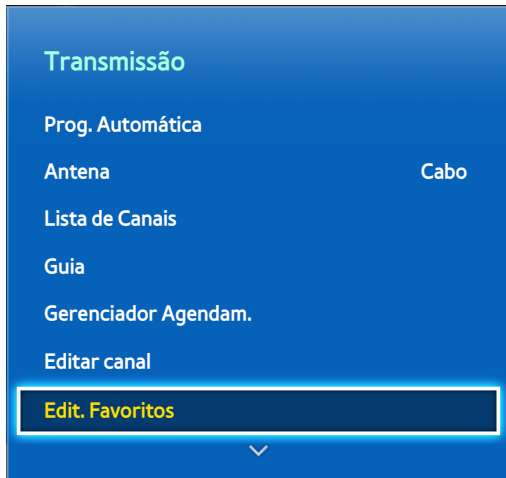 Transmissão
Prog. Automática
Antena Cabo
Lista de Canais
Guia
Gerenciador Agendam.
Editar canal
Edit. Favoritos